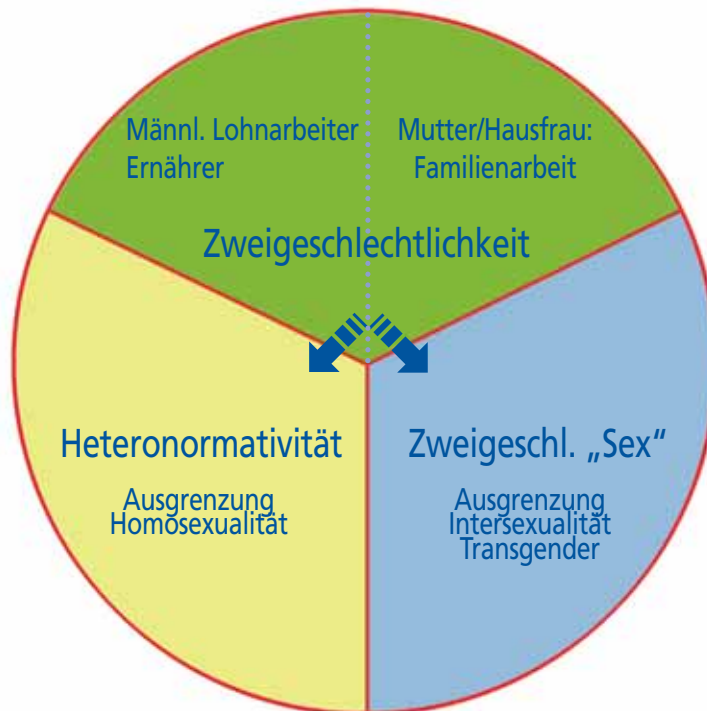 Männl. Lohnarbeiter
Ernährer
Mutter/Hausfrau:
Familienarbeit
Zweigeschlechtlichkeit
Heteronormativität
Ausgrenzung
Homosexualität
Zweigeschl. „Sex“
Ausgrenzung
Intersexualität
Transgender